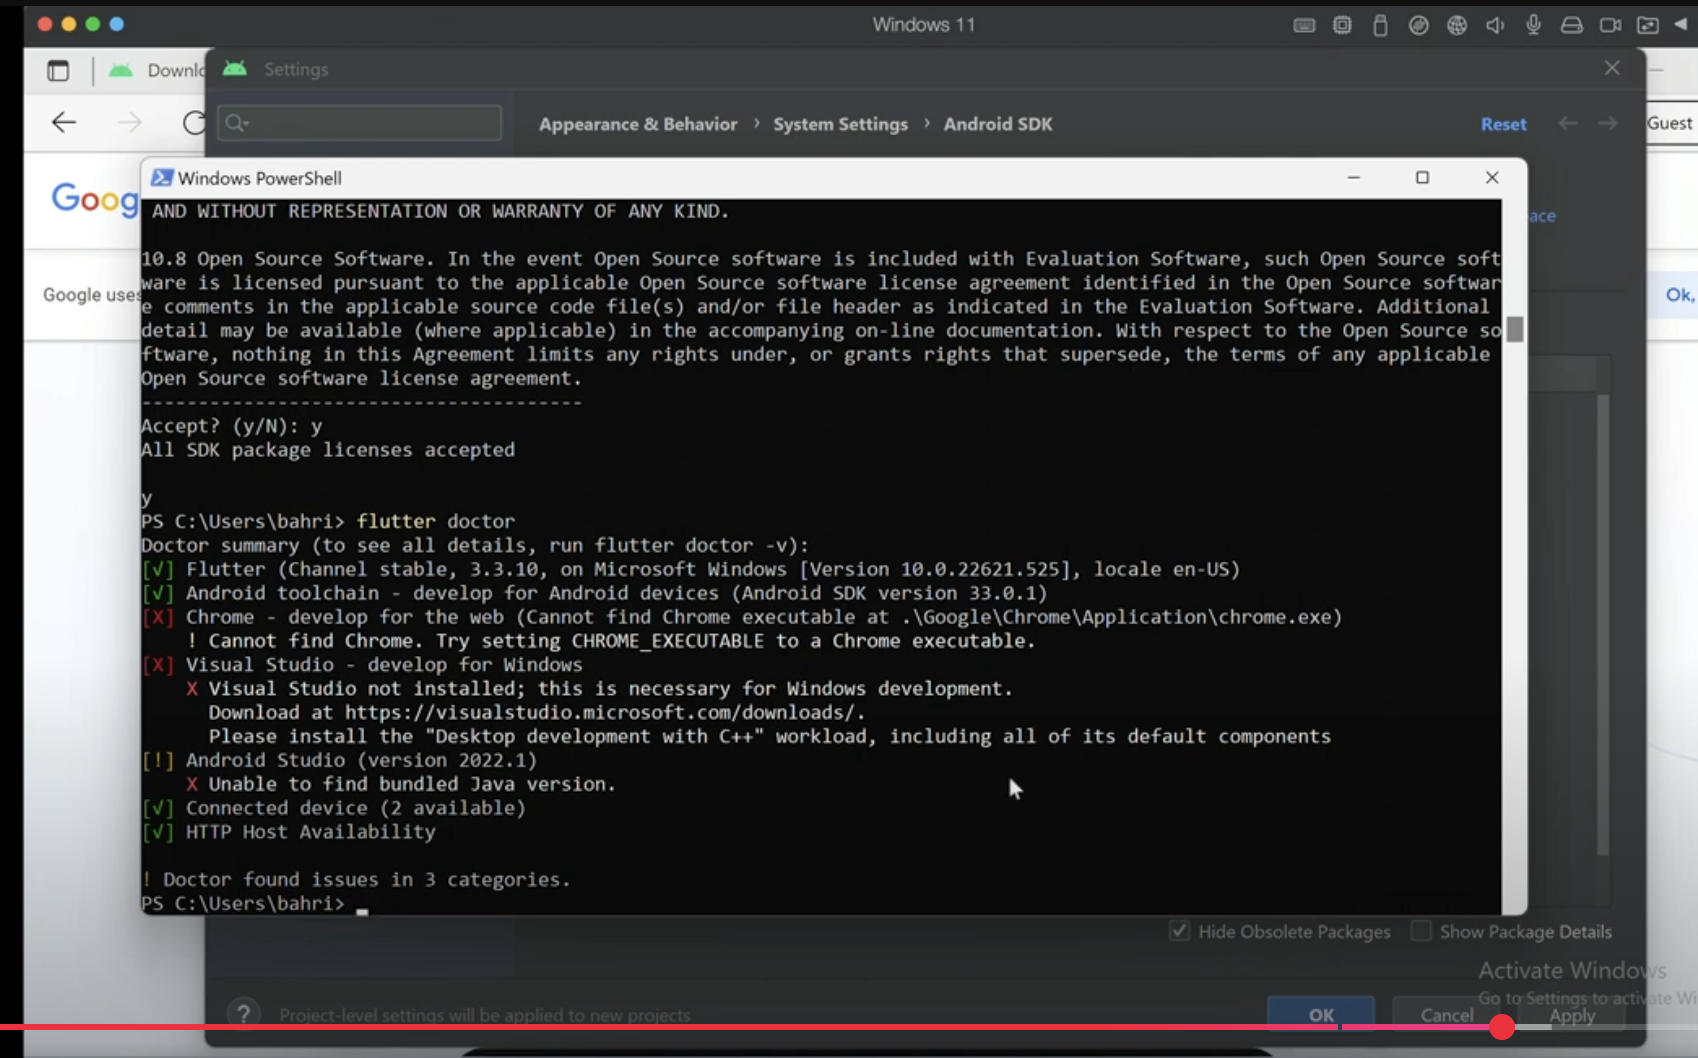 Windows 11
Settings
Appearance & Behavior › System Settings › Android SDK
Reset
Guest
Windows PowerShell
Goog
AND WITHOUT REPRESENTATION OR WARRANTY OF ANY KIND.
10.8 Open Source Software. In the event Open Source software is included with Evaluation Software, such Open Source soft
ware is licensed pursuant to the applicable Open Source software license agreement identified in the Open Source softwar
e comments in the applicable source code file(s) and/or file header as indicated in the Evaluation Software. Additional
detail may be available (where applicable) in the accompanying on-line documentation. With respect to the Open Source so
ftware, nothing in this Agreement limits any rights under, or grants rights that supersede, the terms of any applicable
Open Source software license agreement.
---------------------------------------
Accept? (y/N): y
All SDK package licenses accepted
y
PS C:\Users\bahri> flutter doctor
Doctor summary (to see all details, run flutter doctor -v):
[√] Flutter (Channel stable, 3.3.10, on Microsoft Windows [Version 10.0.22621.525], locale en-US)
[√] Android toolchain - develop for Android devices (Android SDK version 33.0.1)
[X] Chrome - develop for the web (Cannot find Chrome executable at .\Google\Chrome\Application\chrome.exe)
! Cannot find Chrome. Try setting CHROME_EXECUTABLE to a Chrome executable.
[X] Visual Studio - develop for Windows
X Visual Studio not installed; this is necessary for Windows development.
Download at https://visualstudio.microsoft.com/downloads/.
Please install the "Desktop development with C++" workload, including all of its default components
[!] Android Studio (version 2022.1)
X Unable to find bundled Java version.
[√] Connected device (2 available)
[√] HTTP Host Availability
! Doctor found issues in 3 categories.
PS C:\Users\bahri>
Google uses
ace
Ok,
Hide Obsolete Packages Show Package Details
Activate Windows
Go to Settings to activate Wi
? Project-level settings will be applied to new projects
OK Cancel Apply